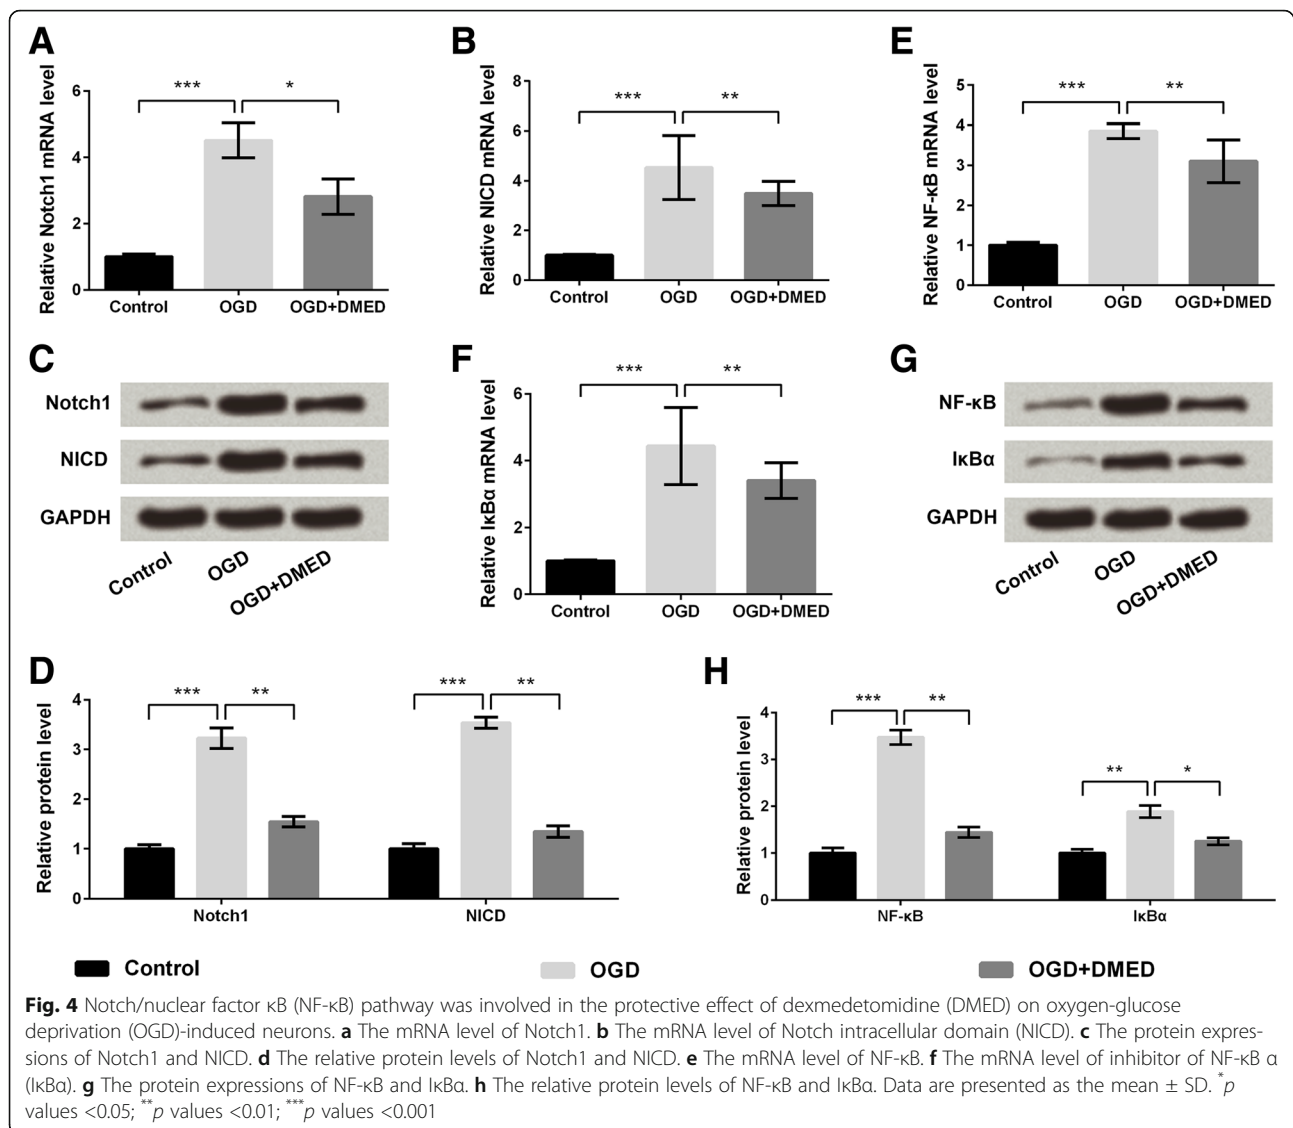 A
Relative Notch1 mRNA level
6
4
2
0
***
*
Control OGD OGD+DMED
B
Relative NICD mRNA level
8
6
4
2
0
***
**
Control OGD OGD+DMED
E
Relative NF-κB mRNA level
5
4
3
2
1
0
***
**
Control OGD OGD+DMED
C
Notch1
NICD
GAPDH
Control OGD OGD+DMED
F
Relative IκBα mRNA level
6
4
2
0
***
**
Control OGD OGD+DMED
G
NF-κB
IκBα
GAPDH
Control OGD OGD+DMED
D
Relative protein level
4
3
2
1
0
*** ** *** **
Notch1 NICD
H
Relative protein level
4
3
2
1
0
*** ** ** *
NF-κB IκBα
Control OGD OGD+DMED
Fig. 4 Notch/nuclear factor κB (NF-κB) pathway was involved in the protective effect of dexmedetomidine (DMED) on oxygen-glucose
deprivation (OGD)-induced neurons. a The mRNA level of Notch1. b The mRNA level of Notch intracellular domain (NICD). c The protein expres-
sions of Notch1 and NICD. d The relative protein levels of Notch1 and NICD. e The mRNA level of NF-κB. f The mRNA level of inhibitor of NF-κB α
(IκBα). g The protein expressions of NF-κB and IκBα. h The relative protein levels of NF-κB and IκBα. Data are presented as the mean ± SD. *p
values <0.05; **p values <0.01; ***p values <0.001